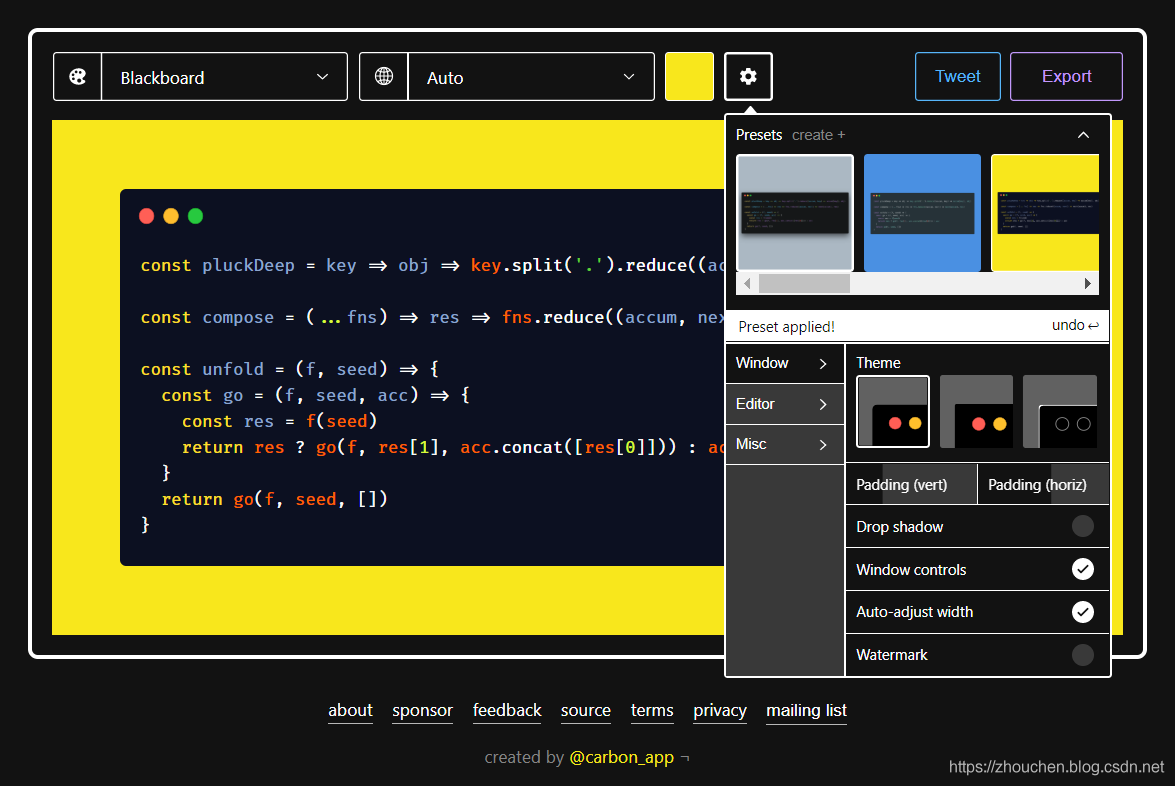 Blackboard
Auto
Tweet
Export
Presets create +
const pluckDeep = key => obj => key.split('.').reduce((ac
const compose = (...fns) => res => fns.reduce((accum, nex
const unfold = (f, seed) => {
const go = (f, seed, acc) => {
const res = f(seed)
return res ? go(f, res[1], acc.concat([res[0]])) : ac
}
return go(f, seed, [])
}
Preset applied!
undo ↩
Window
Editor
Misc
Theme
Padding (vert)
Padding (horiz)
Drop shadow
Window controls
Auto-adjust width
Watermark
about sponsor feedback source terms privacy mailing list
created by @carbon_app ¬
https://zhouchen.blog.csdn.net